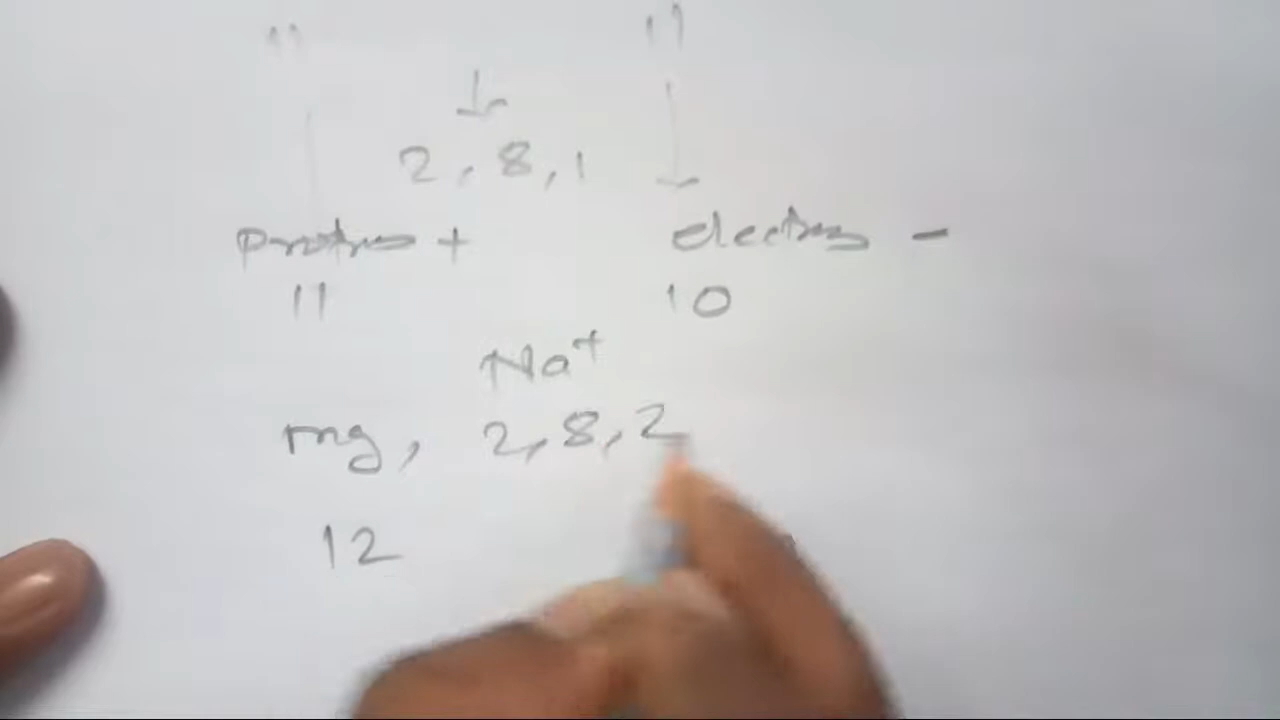 11 11
2, 8, 1
Protons + electrons -
11 10
Na+
mg, 2, 8, 2
12